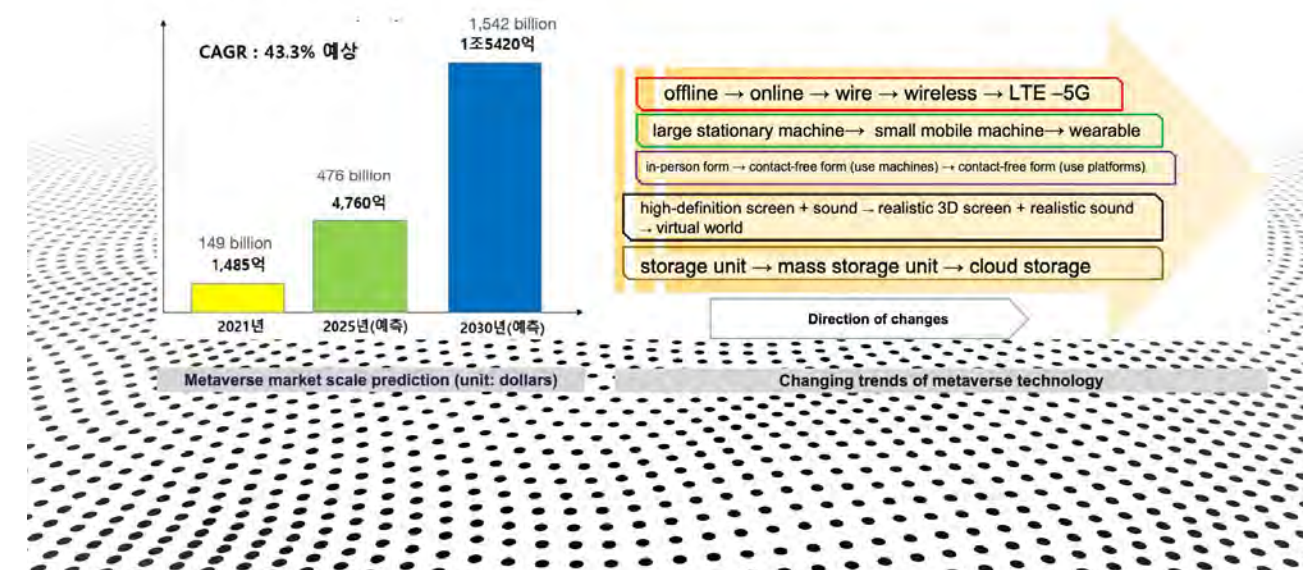 CAGR : 43.3% 예상
1,542 billion
1조5420억
476 billion
4,760억
149 billion
1,485억
2021년
2025년(예측)
2030년(예측)
Metaverse market scale prediction (unit: dollars)
offline → online → wire → wireless → LTE –5G
large stationary machine→ small mobile machine→ wearable
in-person form → contact-free form (use machines) → contact-free form (use platforms)
high-definition screen + sound → realistic 3D screen + realistic sound
→ virtual world
storage unit → mass storage unit → cloud storage
Direction of changes
Changing trends of metaverse technology